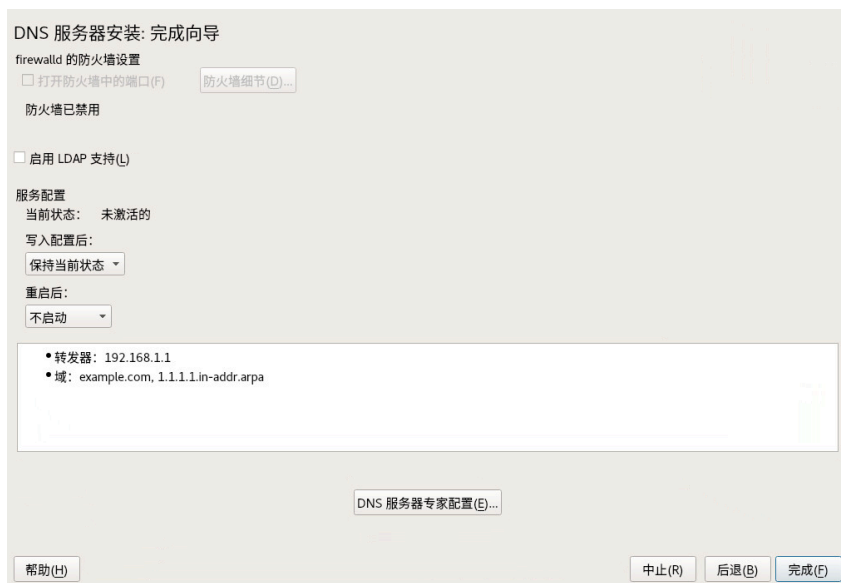 DNS 服务器安装: 完成向导
firewalld 的防火墙设置
打开防火墙中的端口(F) 防火墙细节(D)...
防火墙已禁用
启用 LDAP 支持(L)
服务配置
当前状态： 未激活的
写入配置后：
保持当前状态
重启后：
不启动
•转发器：192.168.1.1
•域：example.com, 1.1.1.1.in-addr.arpa
DNS 服务器专家配置(E)...
帮助(H) 中止(R) 后退(B) 完成(F)